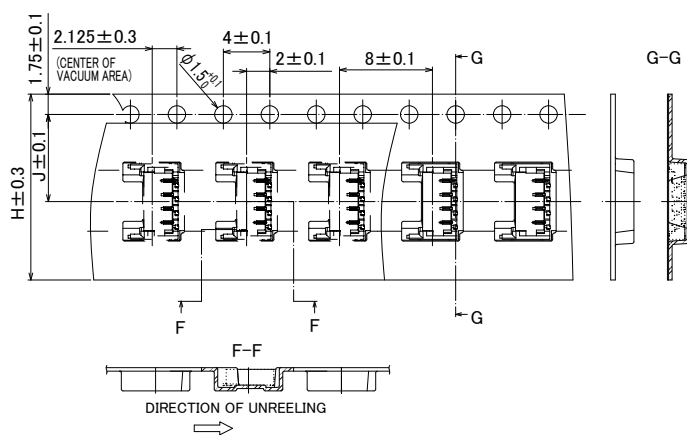 1.75±0.1
2.125±0.3
(CENTER OF
VACUUM AREA)
4±0.1
2±0.1
8±0.1
φ1.5 +0.1 0
G
G-G
J±0.1
H±0.3
F
F
G
F-F
DIRECTION OF UNREELING